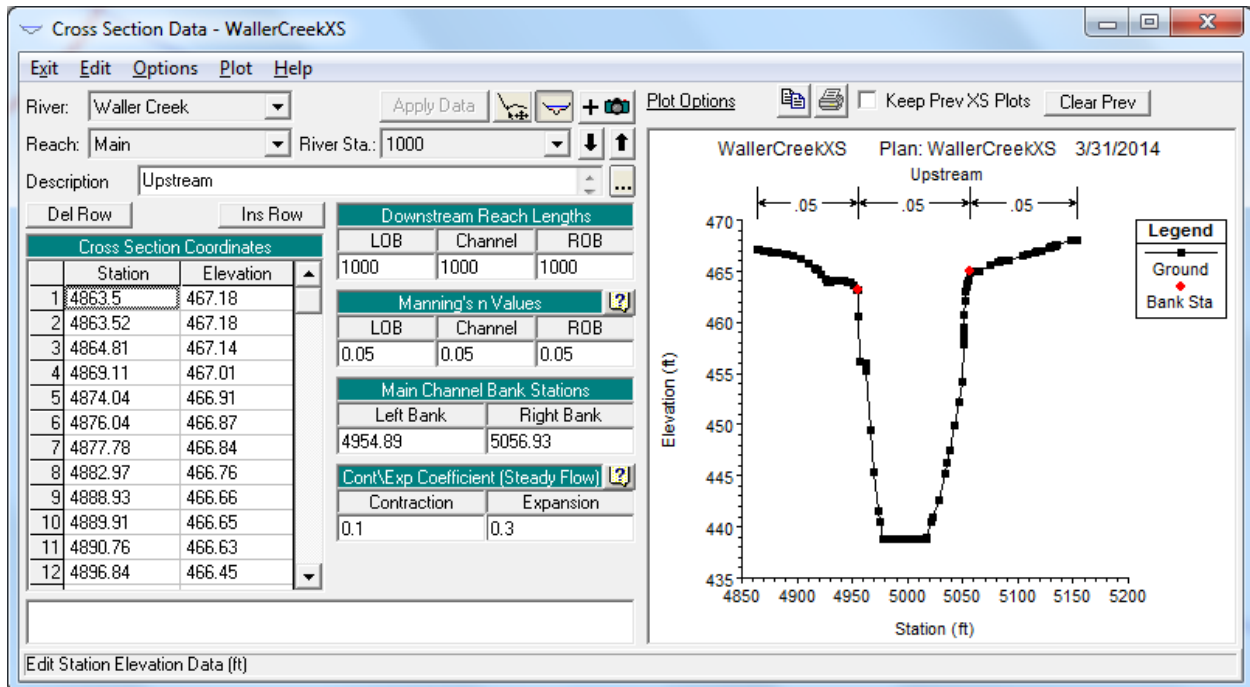 Cross Section Data - WallerCreekXS
Exit Edit Options Plot Help
River: Waller Creek Apply Data
Reach: Main River Sta.: 1000
Description Upstream ...
Del Row Ins Row
Cross Section Coordinates
Station Elevation
1 4863.5 467.18
2 4863.52 467.18
3 4864.81 467.14
4 4869.11 467.01
5 4874.04 466.91
6 4876.04 466.87
7 4877.78 466.84
8 4882.97 466.76
9 4888.93 466.66
10 4889.91 466.65
11 4890.76 466.63
12 4896.84 466.45
Downstream Reach Lengths
LOB Channel ROB
1000 1000 1000
Manning's n Values ?
LOB Channel ROB
0.05 0.05 0.05
Main Channel Bank Stations
Left Bank Right Bank
4954.89 5056.93
Cont\Exp Coefficient (Steady Flow) ?
Contraction Expansion
0.1 0.3
Plot Options Keep Prev XS Plots Clear Prev
WallerCreekXS Plan: WallerCreekXS 3/31/2014
Upstream
.05 .05 .05
470
465
460
455
450
445
440
435
Elevation (ft)
4850 4900 4950 5000 5050 5100 5150 5200
Station (ft)
Legend
Ground
Bank Sta
Edit Station Elevation Data (ft)